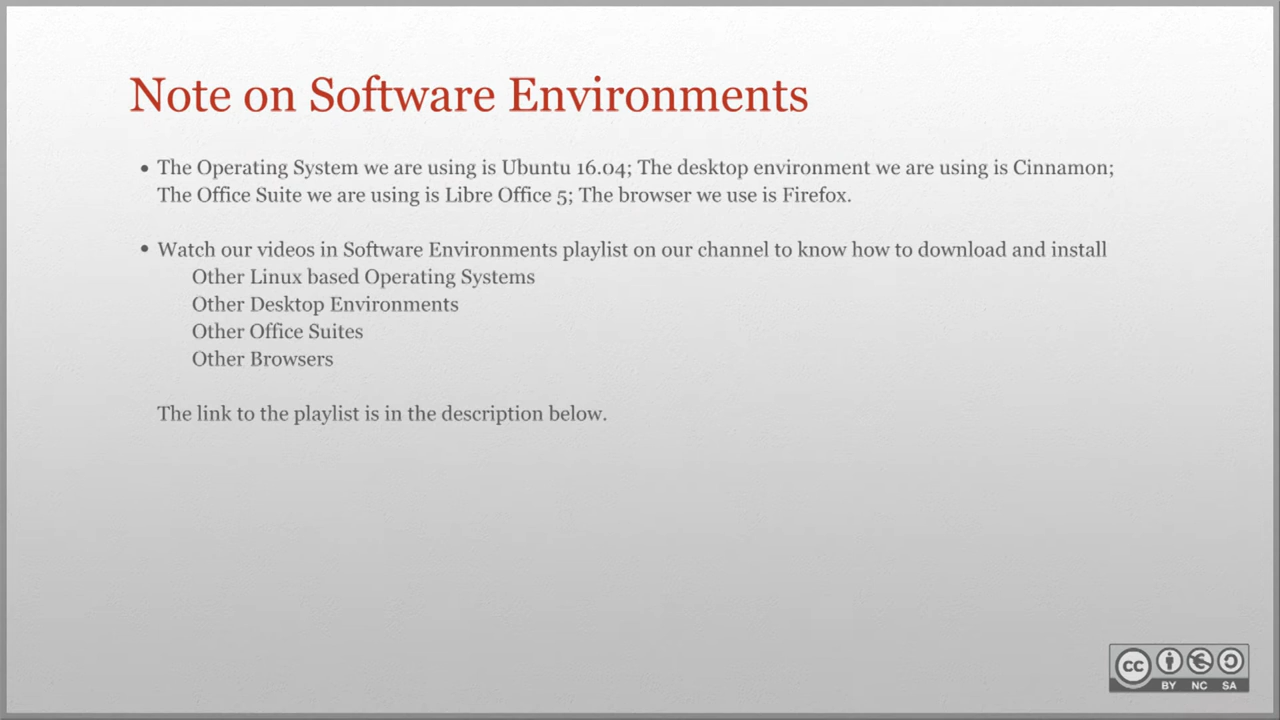 Note on Software Environments
• The Operating System we are using is Ubuntu 16.04; The desktop environment we are using is Cinnamon;
The Office Suite we are using is Libre Office 5; The browser we use is Firefox.
• Watch our videos in Software Environments playlist on our channel to know how to download and install
Other Linux based Operating Systems
Other Desktop Environments
Other Office Suites
Other Browsers
The link to the playlist is in the description below.
cc
BY NC SA